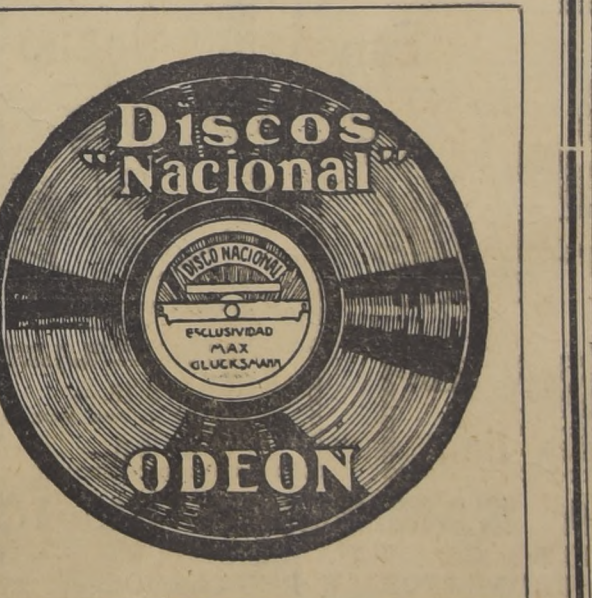 Discos
"Nacional"
DISCO NACIONAL
ESCLUSIVIDAD
MAX
GLUCKSMANN
ODEON